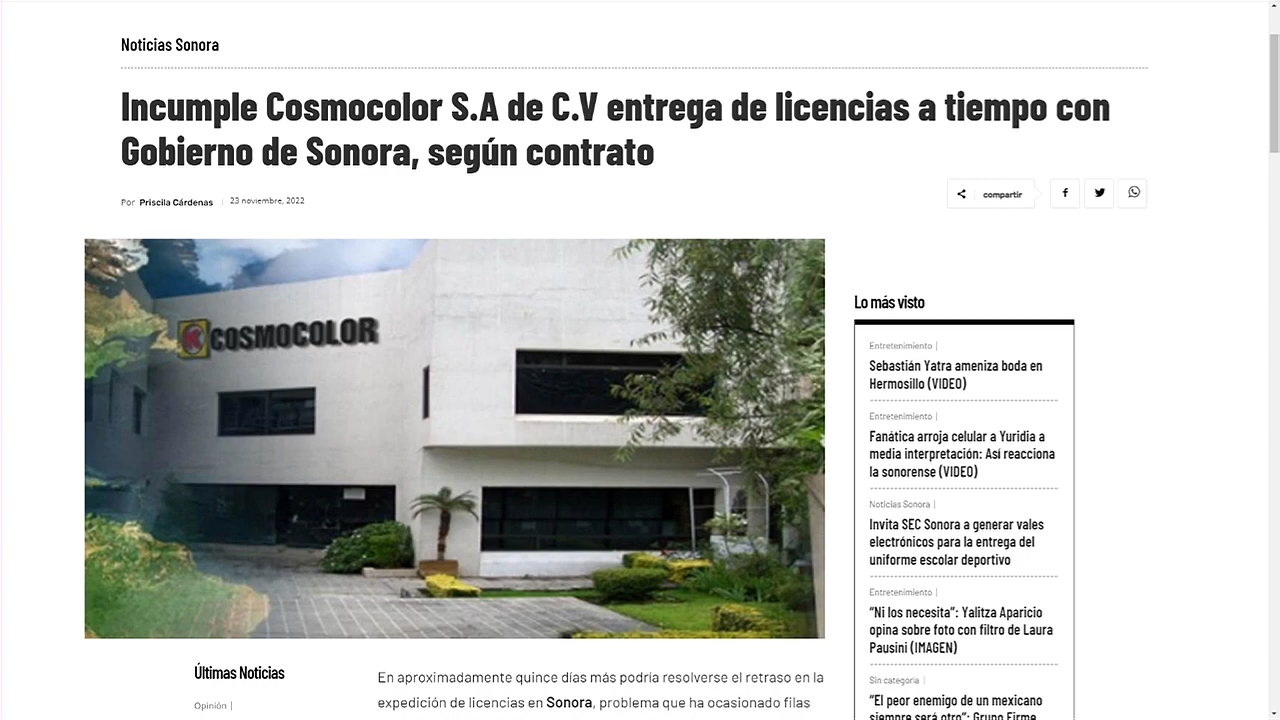 Noticias Sonora
Incumple Cosmocolor S.A de C.V entrega de licencias a tiempo con
Gobierno de Sonora, según contrato
Por Priscila Cárdenas
23 noviembre, 2022
compartir
COSMOCOLOR
Lo más visto
Entretenimiento
Sebastián Yatra ameniza boda en
Hermosillo (VIDEO)
Entretenimiento
Fanática arroja celular a Yuridia a
media interpretación: Así reacciona
la sonorense (VIDEO)
Noticias Sonora
Invita SEC Sonora a generar vales
electrónicos para la entrega del
uniforme escolar deportivo
Entretenimiento
“Ni los necesita”: Yalitza Aparicio
opina sobre foto con filtro de Laura
Pausini (IMAGEN)
Sin categoría
“El peor enemigo de un mexicano
siempre será otro”: Grupo Firme
Últimas Noticias
Opinión
En aproximadamente quince días más podría resolverse el retraso en la
expedición de licencias en Sonora, problema que ha ocasionado filas